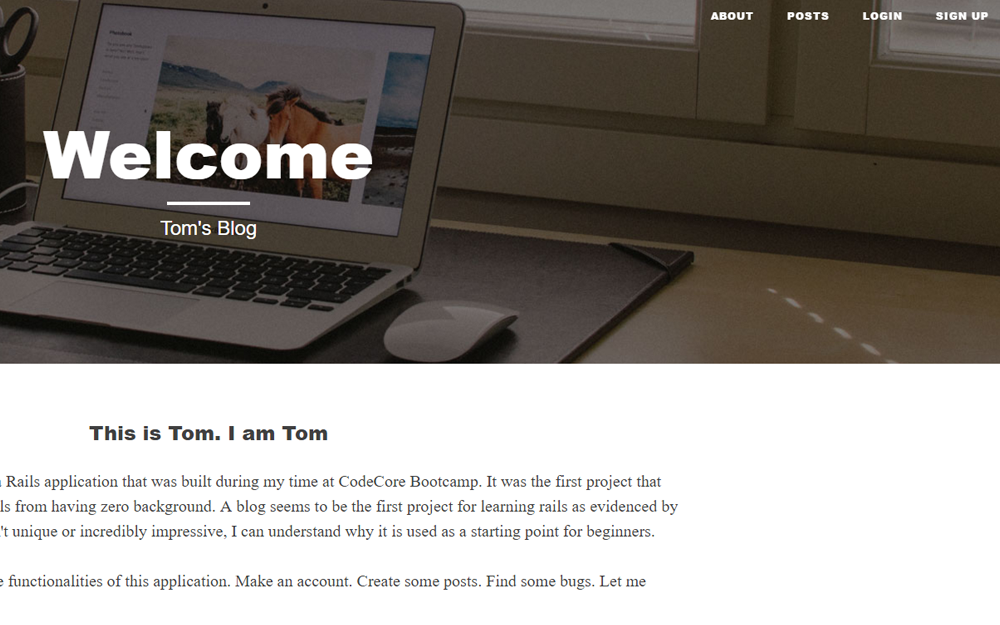 ABOUT POSTS LOGIN SIGN UP
Welcome
Tom's Blog
This is Tom. I am Tom
Rails application that was built during my time at CodeCore Bootcamp. It was the first project that
ls from having zero background. A blog seems to be the first project for learning rails as evidenced by
't unique or incredibly impressive, I can understand why it is used as a starting point for beginners.
functionalities of this application. Make an account. Create some posts. Find some bugs. Let me